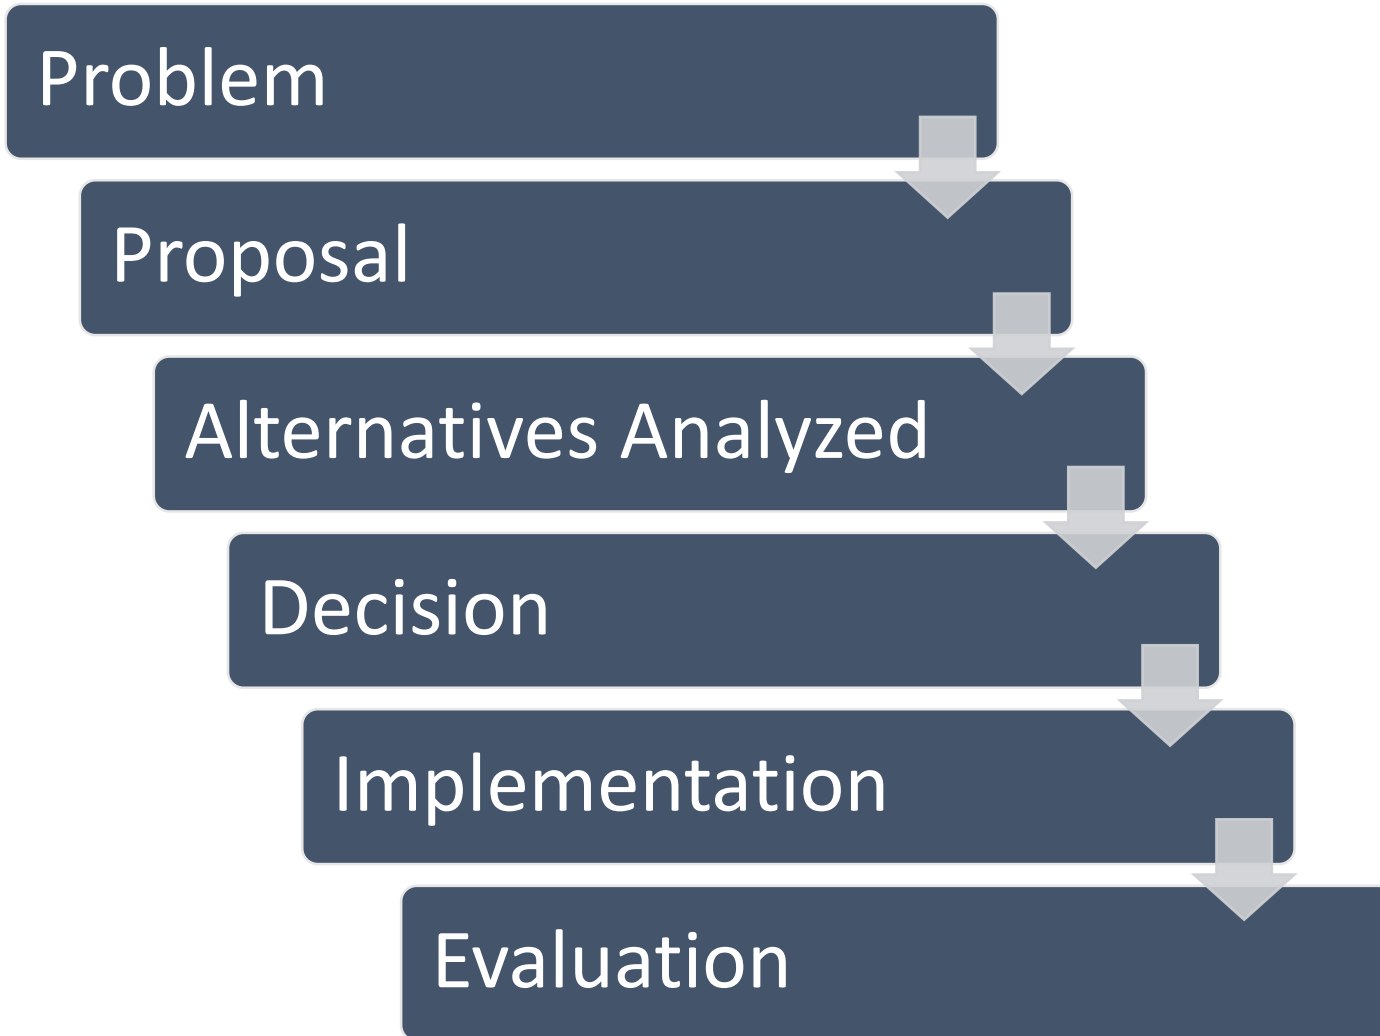 Problem
Proposal
Alternatives Analyzed
Decision
Implementation
Evaluation